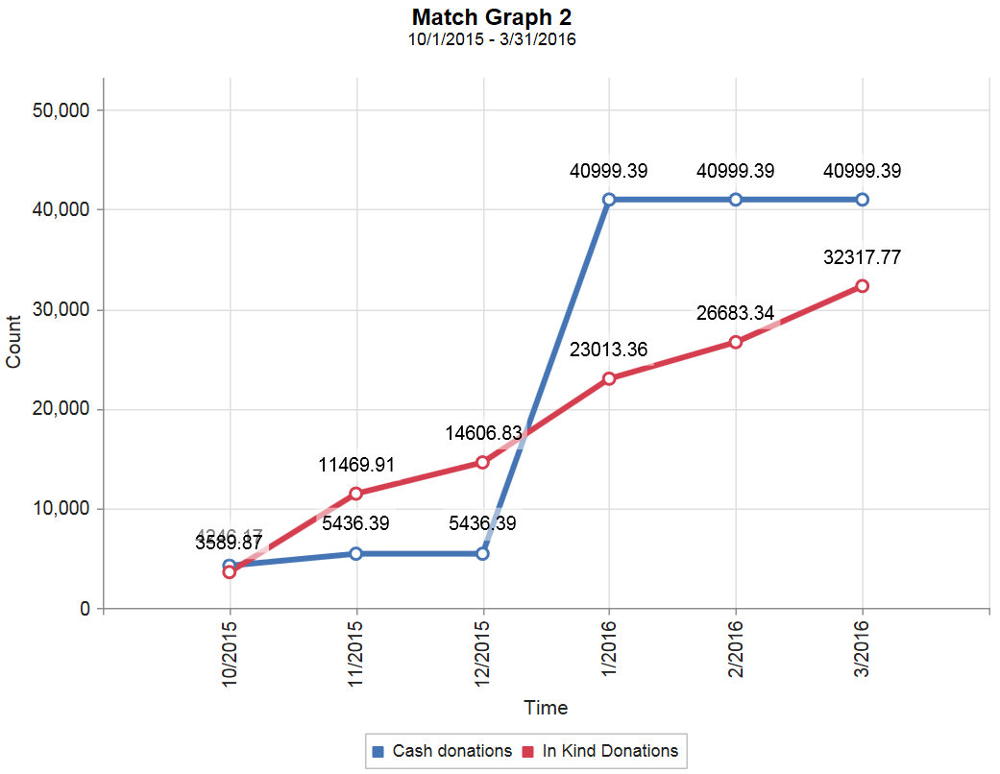 Match Graph 2
10/1/2015 - 3/31/2016
50,000
40,000
30,000
20,000
10,000
0
Count
40999.39 40999.39 40999.39
32317.77
26683.34
23013.36
14606.83
11469.91
5436.39 5436.39
3589.87
10/2015 11/2015 12/2015 1/2016 2/2016 3/2016
Time
Cash donations In Kind Donations